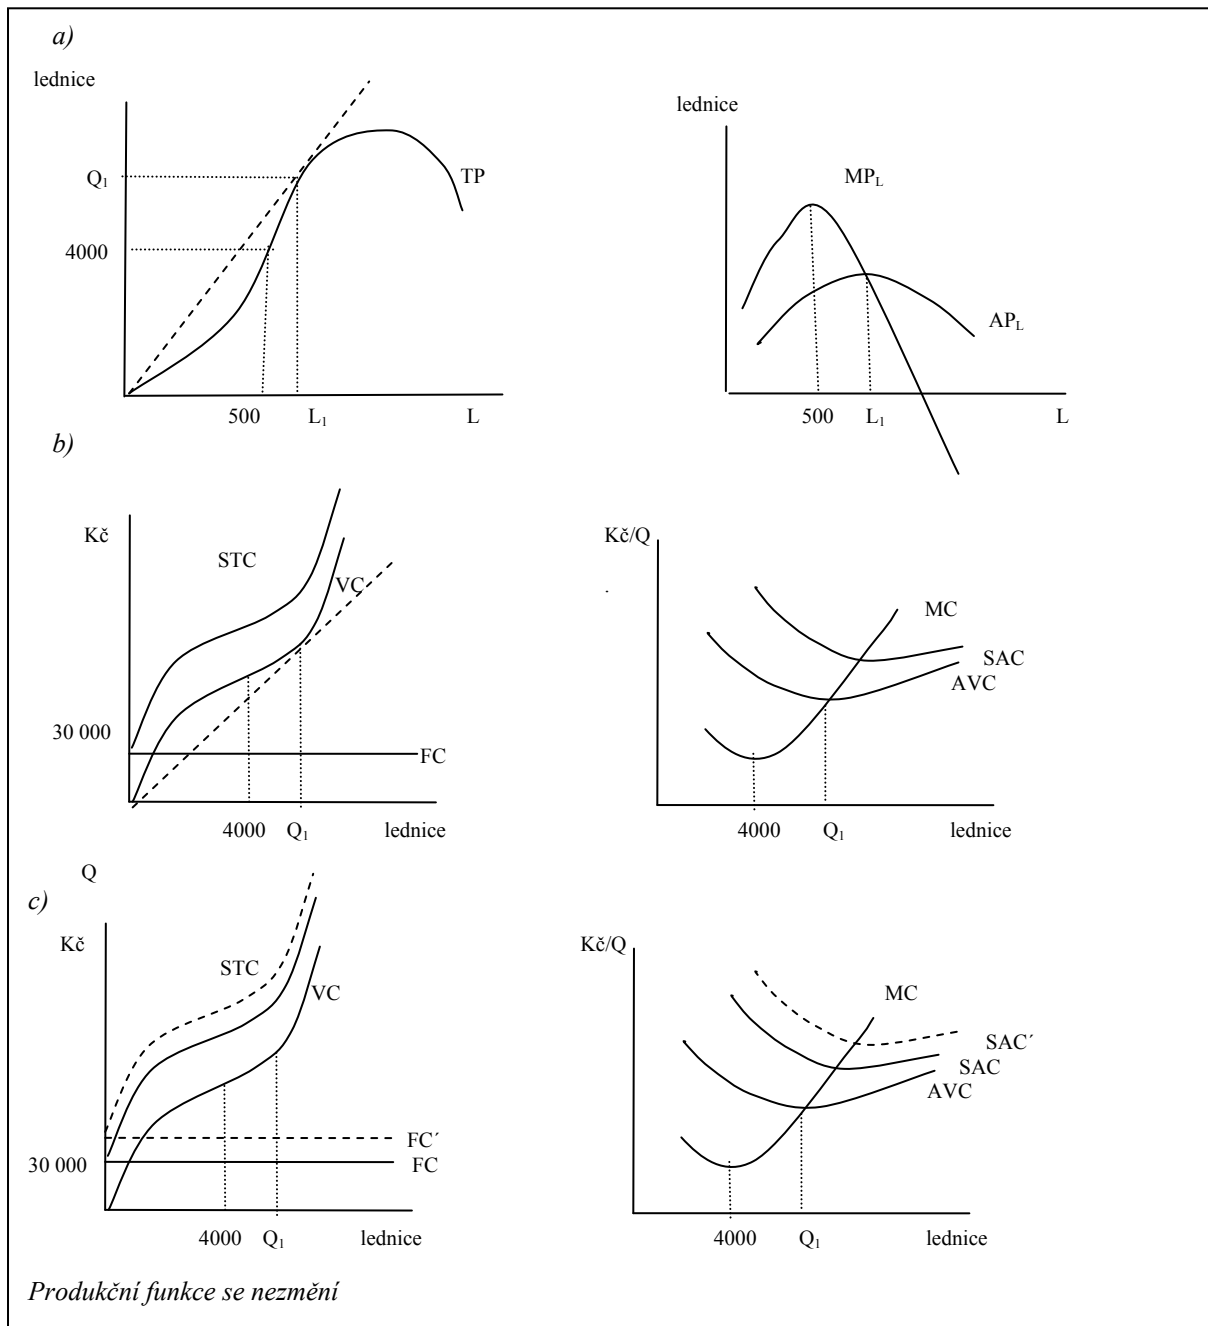 a)
lednice
Q₁
4000
TP
500 L₁ L
lednice
MP_L
AP_L
500 L₁ L
b)
Kč
STC
VC
30 000
FC
4000 Q₁ lednice
Kč/Q
MC
SAC
AVC
4000 Q₁ lednice
Q
c)
Kč
STC
VC
FC´
30 000 FC
4000 Q₁ lednice
Kč/Q
MC
SAC´
SAC
AVC
4000 Q₁ lednice
Produkční funkce se nezmění